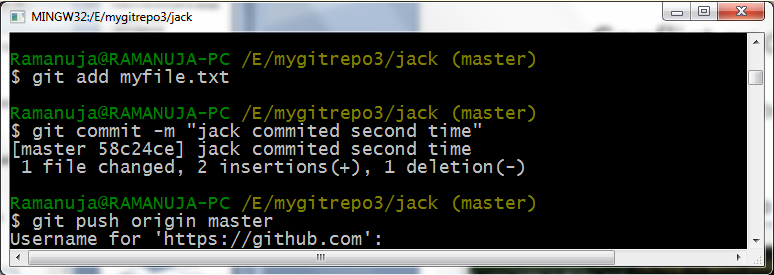 MINGW32:/E/mygitrepo3/jack
Ramanuja@RAMANUJA-PC /E/mygitrepo3/jack (master)
$ git add myfile.txt
Ramanuja@RAMANUJA-PC /E/mygitrepo3/jack (master)
$ git commit -m "jack commited second time"
[master 58c24ce] jack commited second time
 1 file changed, 2 insertions(+), 1 deletion(-)
Ramanuja@RAMANUJA-PC /E/mygitrepo3/jack (master)
$ git push origin master
Username for 'https://github.com':